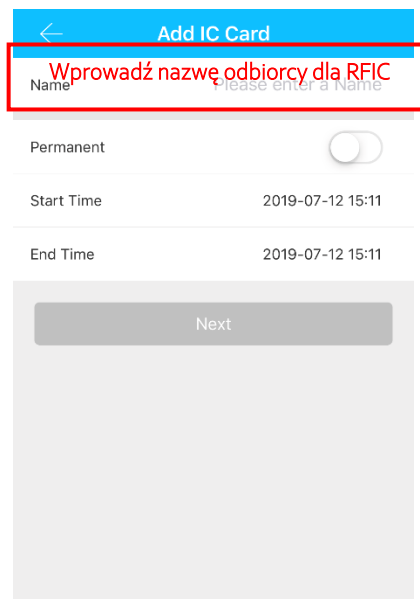 Add IC Card
Wprowadź nazwę odbiorcy dla RFIC
Name Please enter a Name
Permanent
Start Time 2019-07-12 15:11
End Time 2019-07-12 15:11
Next